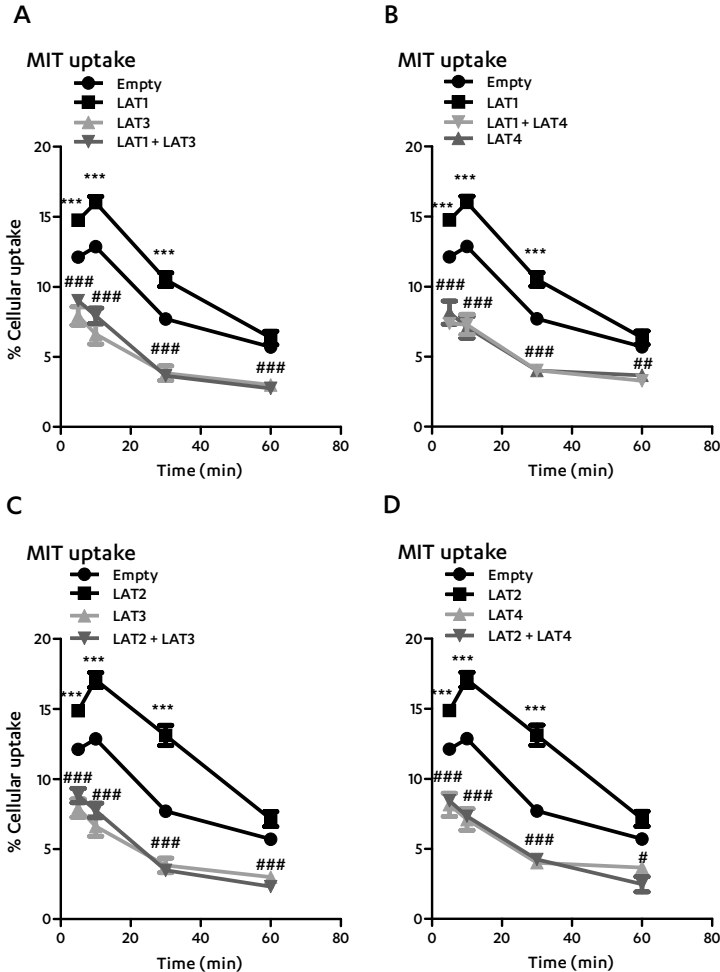 A
MIT uptake
Empty
LAT1
LAT3
LAT1 + LAT3
20
15
10
5
0
% Cellular uptake
***
***
***
###
###
###
###
0 20 40 60 80
Time (min)
B
MIT uptake
Empty
LAT1
LAT1 + LAT4
LAT4
20
15
10
5
0
***
***
***
###
###
###
##
0 20 40 60 80
Time (min)
C
MIT uptake
Empty
LAT2
LAT3
LAT2 + LAT3
20
15
10
5
0
% Cellular uptake
***
***
***
###
###
###
###
0 20 40 60 80
Time (min)
D
MIT uptake
Empty
LAT2
LAT4
LAT2 + LAT4
20
15
10
5
0
***
***
***
###
###
###
#
0 20 40 60 80
Time (min)